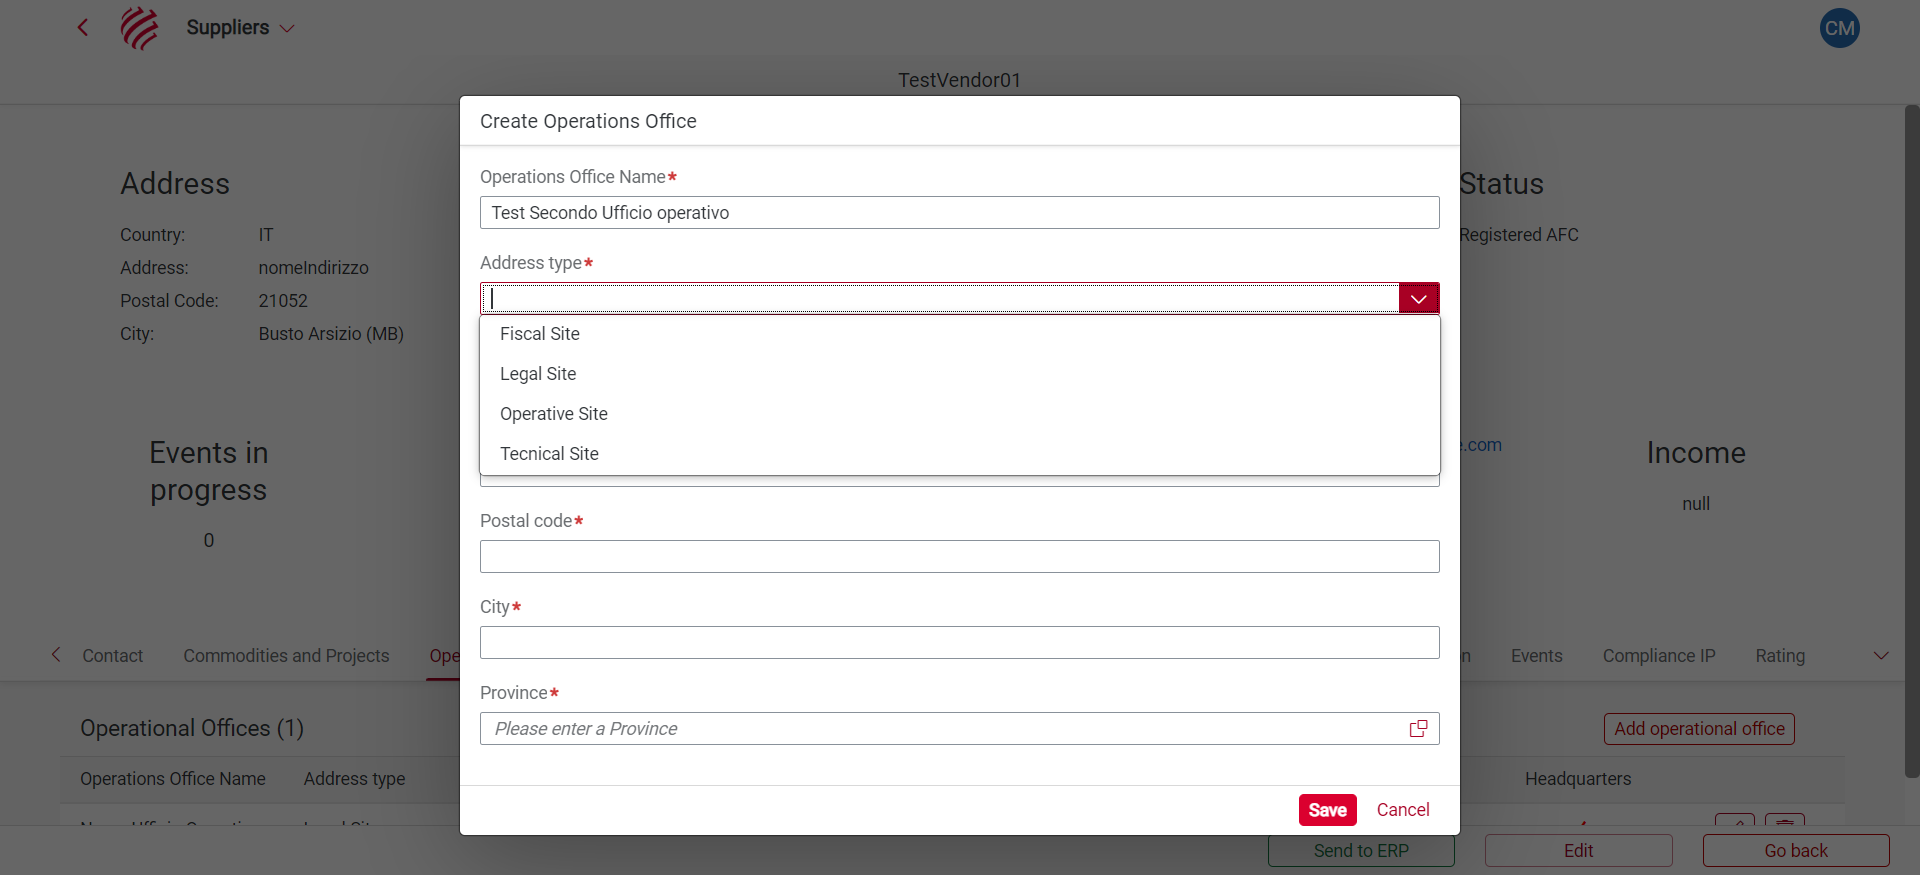 Suppliers
CM
TestVendor01
Create Operations Office
Operations Office Name*
Test Secondo Ufficio operativo
Address type*
Fiscal Site
Legal Site
Operative Site
Tecnical Site
Postal code*
City*
Province*
Please enter a Province
Save
Cancel
Address
Country: IT
Address: nomeIndirizzo
Postal Code: 21052
City: Busto Arsizio (MB)
Status
Registered AFC
Events in
progress
0
.com
Income
null
Contact
Commodities and Projects
Ope
n
Events
Compliance IP
Rating
Operational Offices (1)
Add operational office
Operations Office Name
Address type
Headquarters
Send to ERP
Edit
Go back